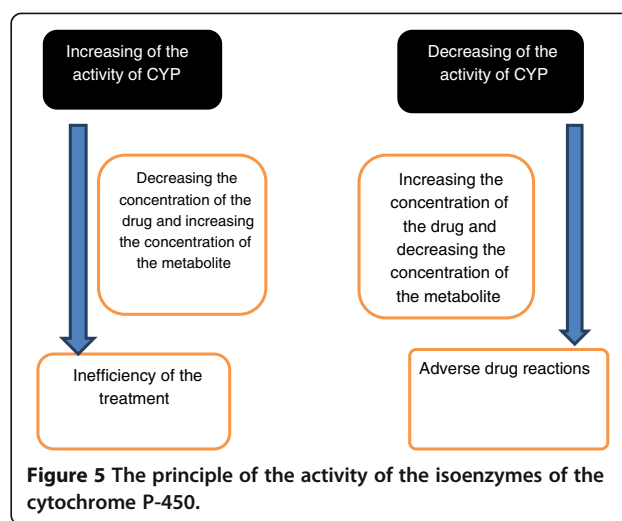 Increasing of the
activity of CYP
Decreasing of the
activity of CYP
Decreasing the
concentration of the
drug and increasing
the concentration of
the metabolite
Increasing the
concentration of
the drug and
decreasing the
concentration of
the metabolite
Inefficiency of the
treatment
Adverse drug reactions
Figure 5 The principle of the activity of the isoenzymes of the
cytochrome P-450.